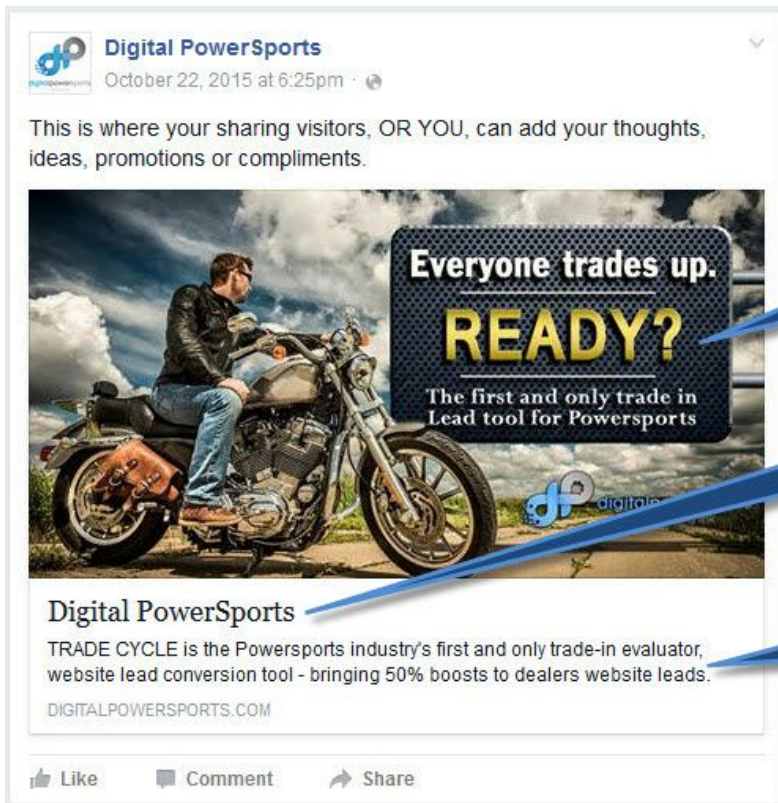 Digital PowerSports
October 22, 2015 at 6:25pm ·
This is where your sharing visitors, OR YOU, can add your thoughts,
ideas, promotions or compliments.
Everyone trades up.
READY?
The first and only trade in
Lead tool for Powersports
Digital PowerSports
TRADE CYCLE is the Powersports industry's first and only trade-in evaluator,
website lead conversion tool - bringing 50% boosts to dealers website leads.
DIGITALPOWERSPORTS.COM
Like Comment Share